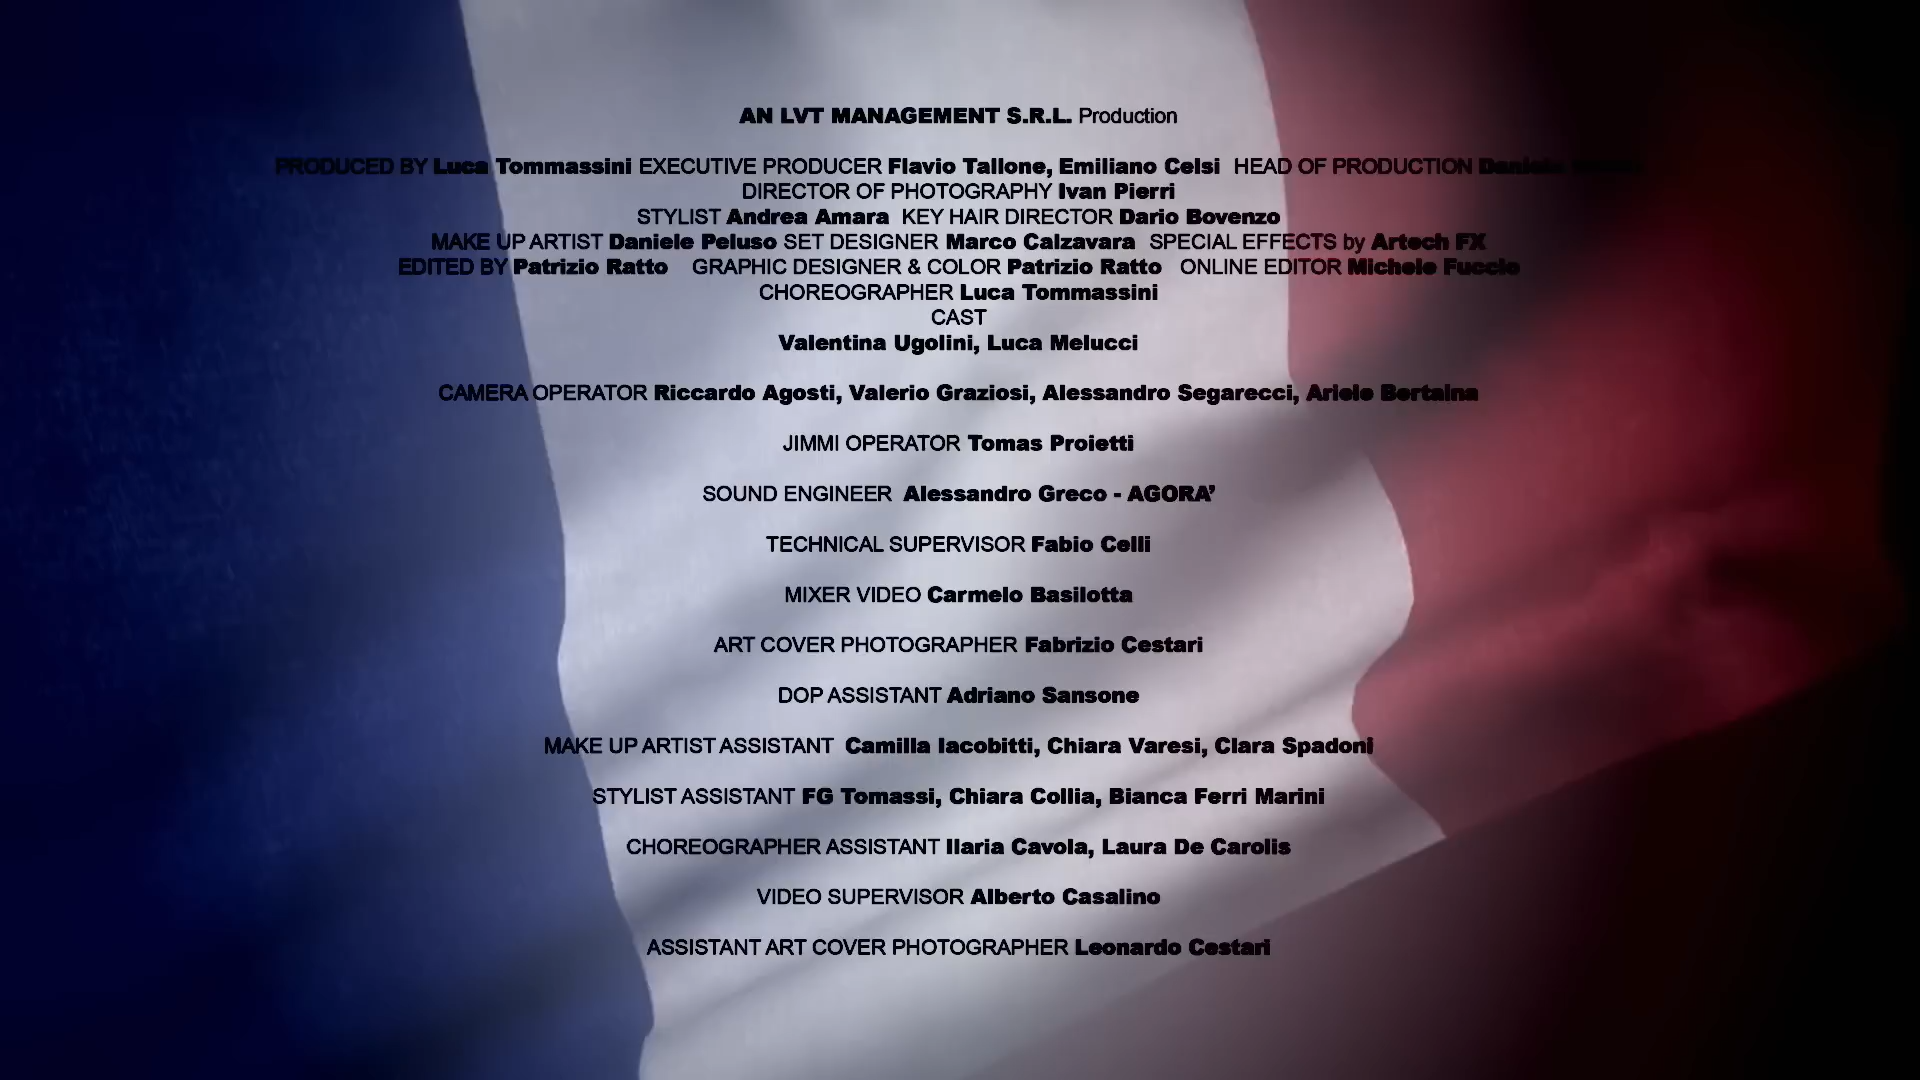 AN LVT MANAGEMENT S.R.L. Production
PRODUCED BY Luca Tommassini EXECUTIVE PRODUCER Flavio Tallone, Emiliano Celsi HEAD OF PRODUCTION
DIRECTOR OF PHOTOGRAPHY Ivan Pierri
STYLIST Andrea Amara KEY HAIR DIRECTOR Dario Bovenzo
MAKE UP ARTIST Daniele Peluso SET DESIGNER Marco Calzavara SPECIAL EFFECTS by Artech FX
EDITED BY Patrizio Ratto GRAPHIC DESIGNER & COLOR Patrizio Ratto ONLINE EDITOR Michele Fuccio
CHOREOGRAPHER Luca Tommassini
CAST
Valentina Ugolini, Luca Melucci
CAMERA OPERATOR Riccardo Agosti, Valerio Graziosi, Alessandro Segarecci, Ariele Bertaina
JIMMI OPERATOR Tomas Proietti
SOUND ENGINEER Alessandro Greco - AGORA’
TECHNICAL SUPERVISOR Fabio Celli
MIXER VIDEO Carmelo Basilotta
ART COVER PHOTOGRAPHER Fabrizio Cestari
DOP ASSISTANT Adriano Sansone
MAKE UP ARTIST ASSISTANT Camilla Iacobitti, Chiara Varesi, Clara Spadoni
STYLIST ASSISTANT FG Tomassi, Chiara Collia, Bianca Ferri Marini
CHOREOGRAPHER ASSISTANT Ilaria Cavola, Laura De Carolis
VIDEO SUPERVISOR Alberto Casalino
ASSISTANT ART COVER PHOTOGRAPHER Leonardo Cestari